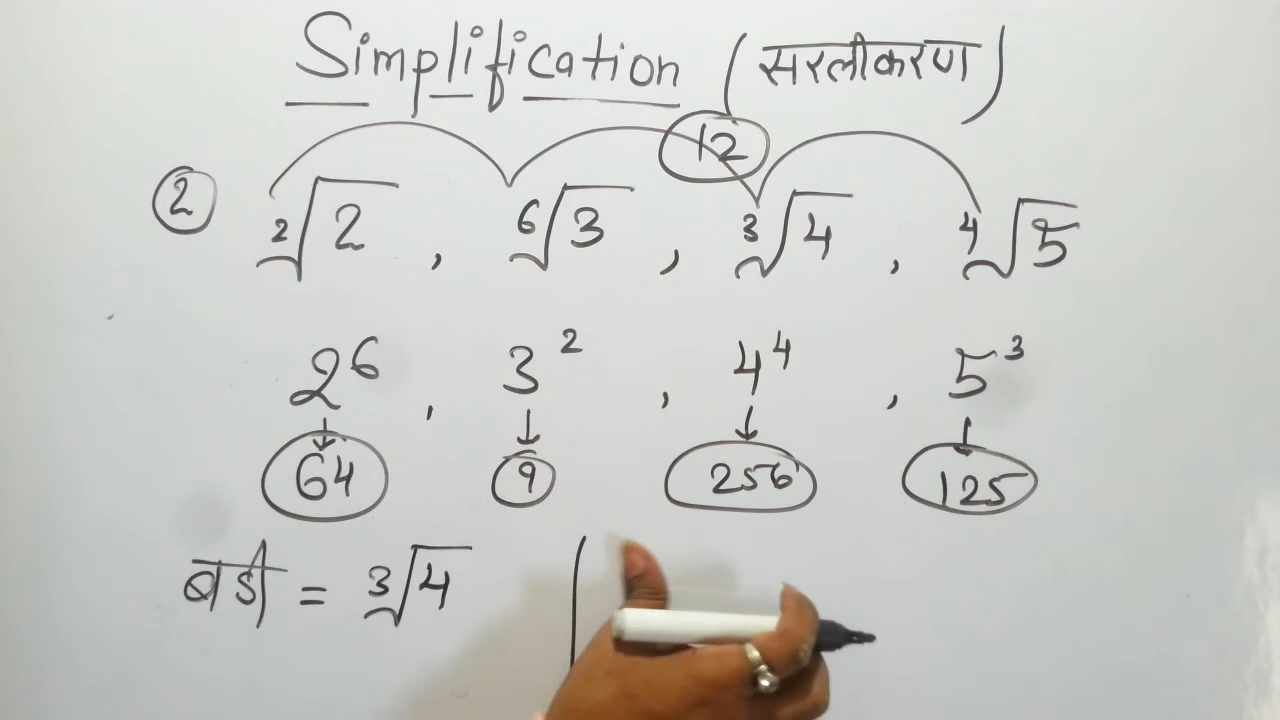 Simplification (सरलीकरण)
12
② ²√2 , ⁶√3 , ³√4 , ⁴√5
2⁶ , 3² , 4⁴ , 5³
↓ ↓ ↓ ↓
64 9 256 125
बडी = ³√4